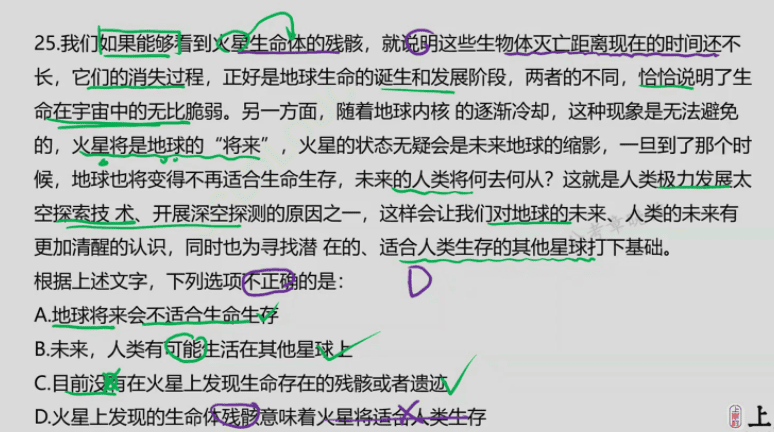 25.我们如果能够看到火星生命体的残骸，就说明这些生物体灭亡距离现在的时间还不
长，它们的消失过程，正好是地球生命的诞生和发展阶段，两者的不同，恰恰说明了生
命在宇宙中的无比脆弱。另一方面，随着地球内核 的逐渐冷却，这种现象是无法避免
的，火星将是地球的“将来”，火星的状态无疑会是未来地球的缩影，一旦到了那个时
候，地球也将变得不再适合生命生存，未来的人类将何去何从？这就是人类极力发展太
空探索技 术、开展深空探测的原因之一，这样会让我们对地球的未来、人类的未来有
更加清醒的认识，同时也为寻找潜 在的、适合人类生存的其他星球打下基础。
根据上述文字，下列选项不正确的是： D
A.地球将来会不适合生命生存
B.未来，人类有可能生活在其他星球上
C.目前没有在火星上发现生命存在的残骸或者遗迹
D.火星上发现的生命体残骸意味着火星将适合人类生存
上